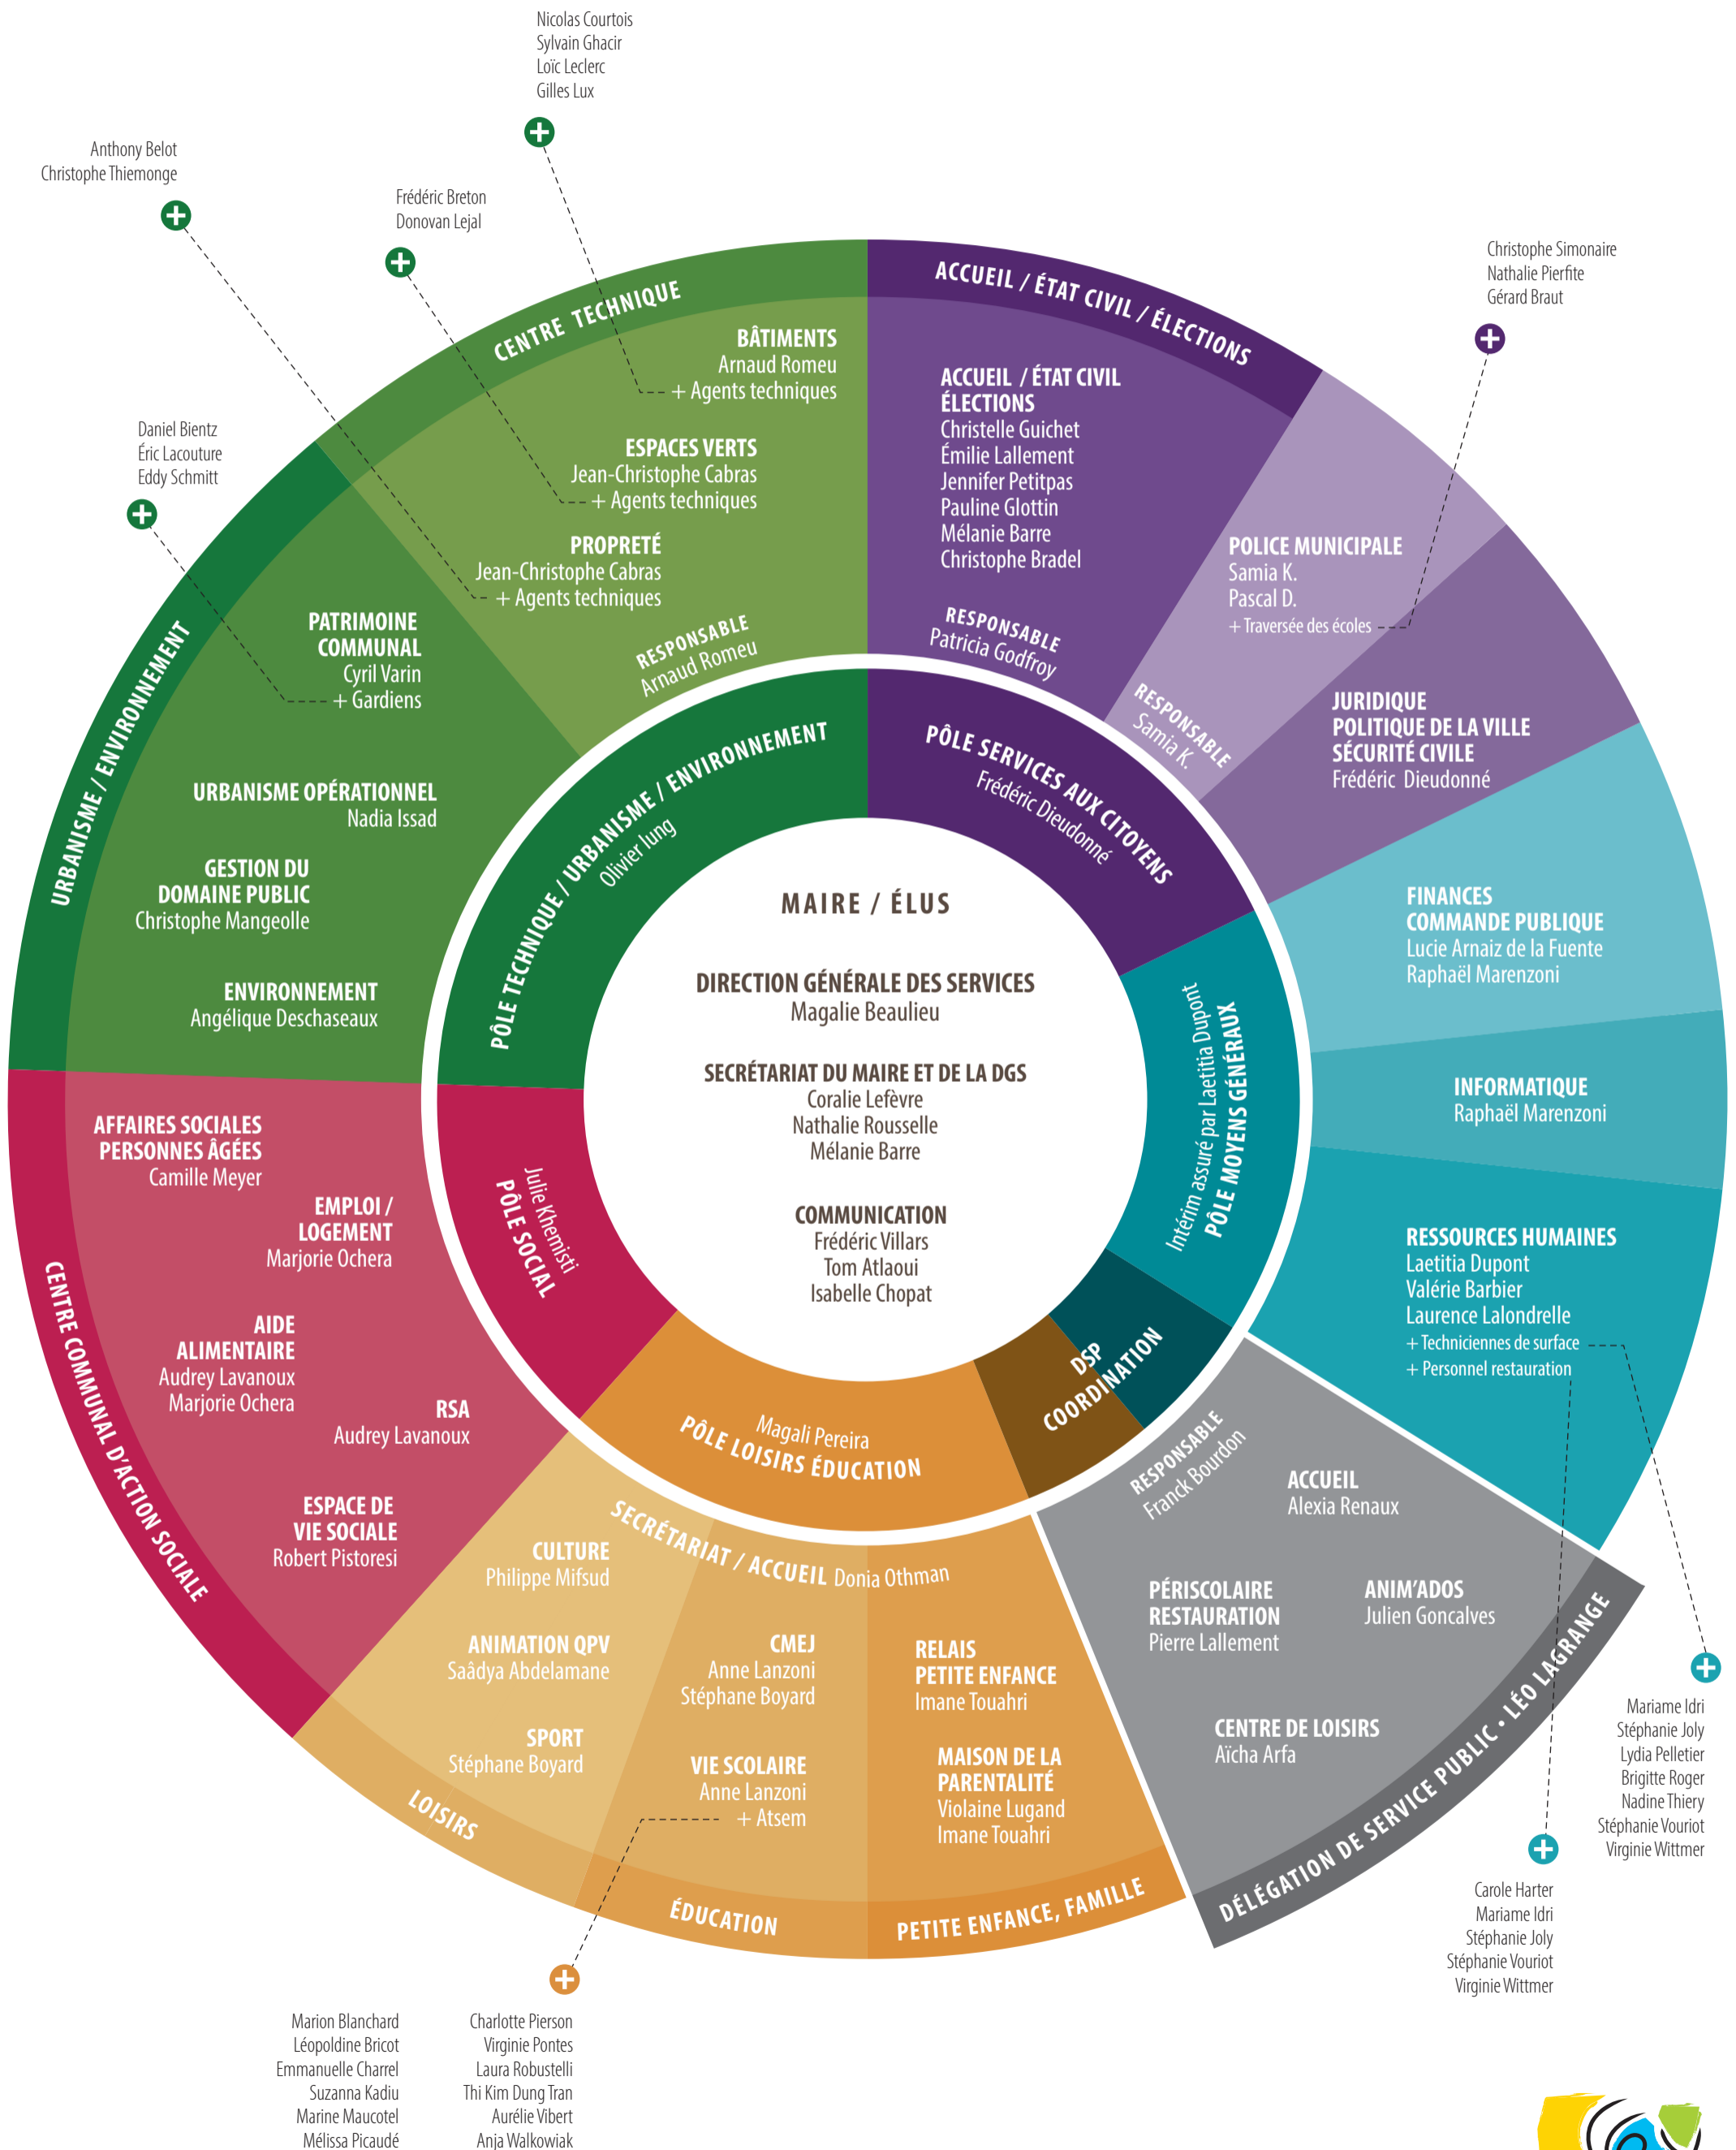 Nicolas Courtois
Sylvain Ghacir
Loïc Leclerc
Gilles Lux
Anthony Belot
Christophe Thiemonge
Frédéric Breton
Donovan Lejal
Daniel Bientz
Éric Lacouture
Eddy Schmitt
Christophe Simonaire
Nathalie Pierfite
Gérard Braut
CENTRE TECHNIQUE
BÂTIMENTS
Arnaud Romeu
+ Agents techniques
ESPACES VERTS
Jean-Christophe Cabras
+ Agents techniques
PROPRETÉ
Jean-Christophe Cabras
+ Agents techniques
RESPONSABLE
Arnaud Romeu
ACCUEIL / ÉTAT CIVIL / ÉLECTIONS
ACCUEIL / ÉTAT CIVIL
ÉLECTIONS
Christelle Guichet
Émilie Lallement
Jennifer Petitpas
Pauline Glottin
Mélanie Barre
Christophe Bradel
RESPONSABLE
Patricia Godfroy
POLICE MUNICIPALE
Samia K.
Pascal D.
+ Traversée des écoles
RESPONSABLE
Samia K.
JURIDIQUE
POLITIQUE DE LA VILLE
SÉCURITÉ CIVILE
Frédéric Dieudonné
URBANISME / ENVIRONNEMENT
PATRIMOINE
COMMUNAL
Cyril Varin
+ Gardiens
URBANISME OPÉRATIONNEL
Nadia Issad
GESTION DU
DOMAINE PUBLIC
Christophe Mangeolle
ENVIRONNEMENT
Angélique Deschaseaux
PÔLE TECHNIQUE / URBANISME / ENVIRONNEMENT
Olivier Iung
PÔLE SERVICES AUX CITOYENS
Frédéric Dieudonné
MAIRE / ÉLUS
DIRECTION GÉNÉRALE DES SERVICES
Magalie Beaulieu
SECRÉTARIAT DU MAIRE ET DE LA DGS
Coralie Lefèvre
Nathalie Rousselle
Mélanie Barre
COMMUNICATION
Frédéric Villars
Tom Atlaoui
Isabelle Chopat
Intérim assuré par Laetitia Dupont
PÔLE MOYENS GÉNÉRAUX
FINANCES
COMMANDE PUBLIQUE
Lucie Arnaiz de la Fuente
Raphaël Marenzoni
INFORMATIQUE
Raphaël Marenzoni
RESSOURCES HUMAINES
Laetitia Dupont
Valérie Barbier
Laurence Lalondrelle
+ Techniciennes de surface
+ Personnel restauration
CENTRE COMMUNAL D'ACTION SOCIALE
AFFAIRES SOCIALES
PERSONNES ÂGÉES
Camille Meyer
EMPLOI /
LOGEMENT
Marjorie Ochera
AIDE
ALIMENTAIRE
Audrey Lavanoux
Marjorie Ochera
RSA
Audrey Lavanoux
ESPACE DE
VIE SOCIALE
Robert Pistoresi
Julie Khemisti
PÔLE SOCIAL
Magali Pereira
PÔLE LOISIRS ÉDUCATION
DSP
COORDINATION
SECRÉTARIAT / ACCUEIL Donia Othman
CULTURE
Philippe Mifsud
ANIMATION QPV
Saâdya Abdelamane
SPORT
Stéphane Boyard
LOISIRS
CMEJ
Anne Lanzoni
Stéphane Boyard
VIE SCOLAIRE
Anne Lanzoni
+ Atsem
ÉDUCATION
RELAIS
PETITE ENFANCE
Imane Touahri
MAISON DE LA
PARENTALITÉ
Violaine Lugand
Imane Touahri
PETITE ENFANCE, FAMILLE
RESPONSABLE
Franck Bourdon
ACCUEIL
Alexia Renaux
PÉRISCOLAIRE
RESTAURATION
Pierre Lallement
ANIM'ADOS
Julien Goncalves
CENTRE DE LOISIRS
Aïcha Arfa
DÉLÉGATION DE SERVICE PUBLIC • LÉO LAGRANGE
Mariame Idri
Stéphanie Joly
Lydia Pelletier
Brigitte Roger
Nadine Thiery
Stéphanie Vouriot
Virginie Wittmer
Carole Harter
Mariame Idri
Stéphanie Joly
Stéphanie Vouriot
Virginie Wittmer
Marion Blanchard
Léopoldine Bricot
Emmanuelle Charrel
Suzanna Kadiu
Marine Maucotel
Mélissa Picaudé
Charlotte Pierson
Virginie Pontes
Laura Robustelli
Thi Kim Dung Tran
Aurélie Vibert
Anja Walkowiak